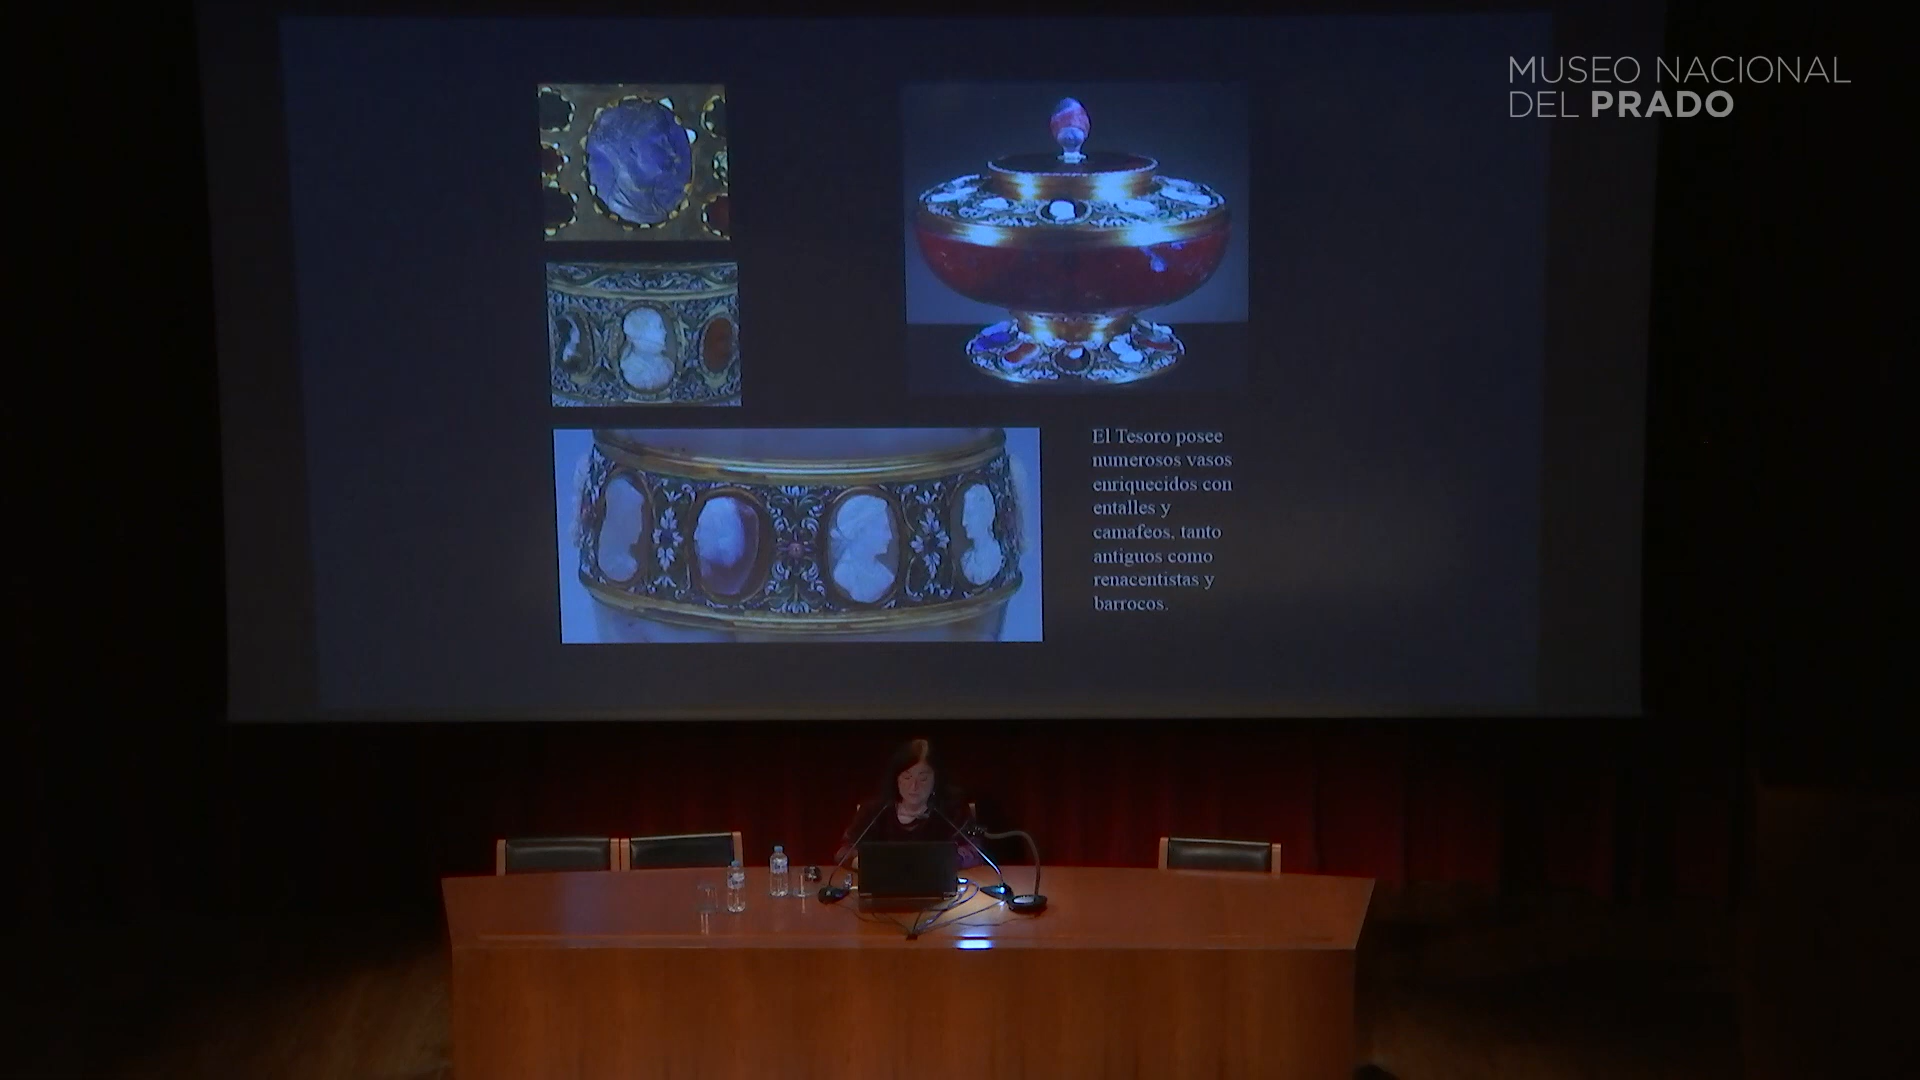 MUSEO NACIONAL
DEL PRADO
El Tesoro posee
numerosos vasos
enriquecidos con
entalles y
camafeos, tanto
antiguos como
renacentistas y
barrocos.